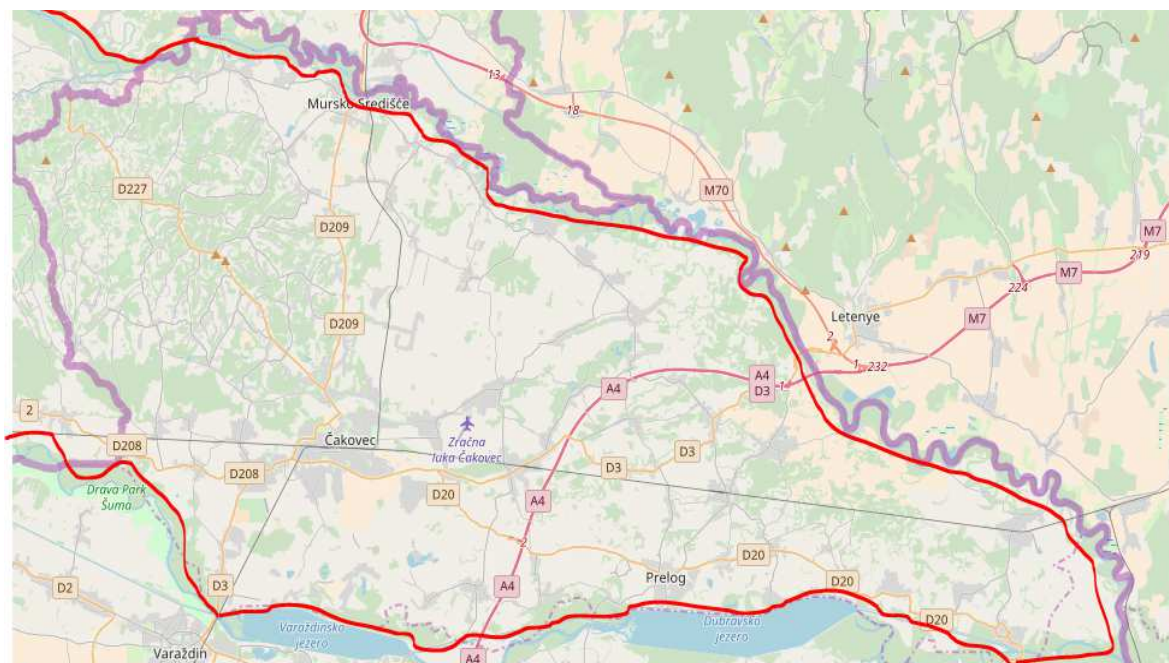 13
Mursko Središće
18
D227
M70
D209
M7
219
224
M7
M7
Letenye
2
D209
1
232
A4
D3
1
A4
2
Čakovec
Zračna
luka Čakovec
D208
D3
D3
D208
Drava Park
Šuma
D20
A4
2
D20
Prelog
D2
D3
A4
D20
Varaždinsko
jezero
Dubravsko
jezero
D20
Varaždin
A4